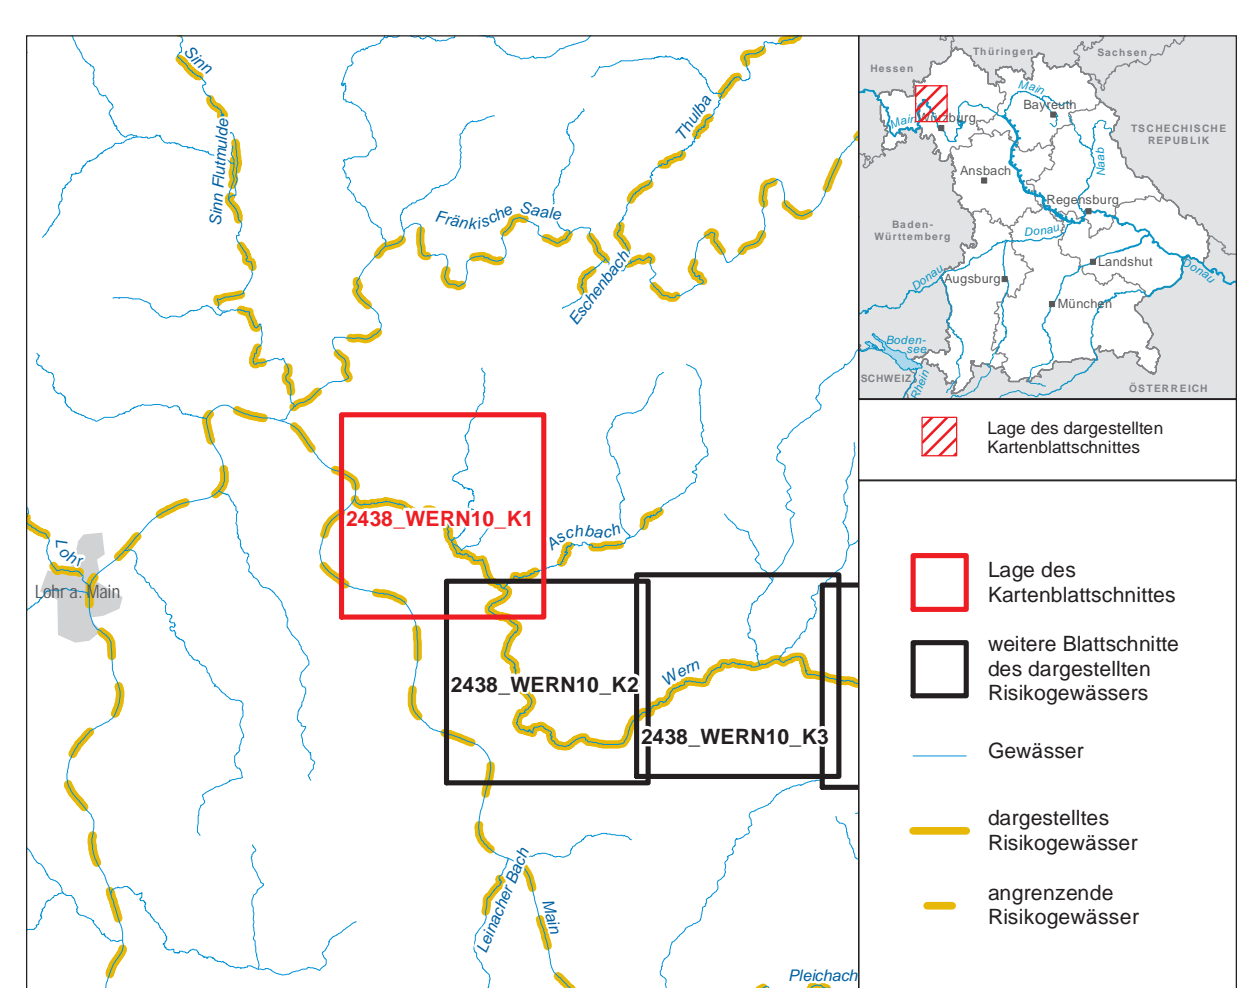 Sinn
Sinn Flutmulde
Thulba
Fränkische Saale
Eschenbach
2438_WERN10_K1
Aschbach
Lohr
Lohr a. Main
2438_WERN10_K2
Wern
2438_WERN10_K3
Leinacher Bach
Main
Pleichach
Thüringen
Sachsen
Hessen
Main
Bayreuth
Main
TSCHECHISCHE
REPUBLIK
Naab
Ansbach
Regensburg
Baden-
Württemberg
Donau
Landshut
Donau
Donau
Augsburg
München
Boden-
see
SCHWEIZ
Rhein
ÖSTERREICH
Lage des dargestellten
Kartenblattschnittes
Lage des
Kartenblattschnittes
weitere Blattschnitte
des dargestellten
Risikogewässers
Gewässer
dargestelltes
Risikogewässer
angrenzende
Risikogewässer